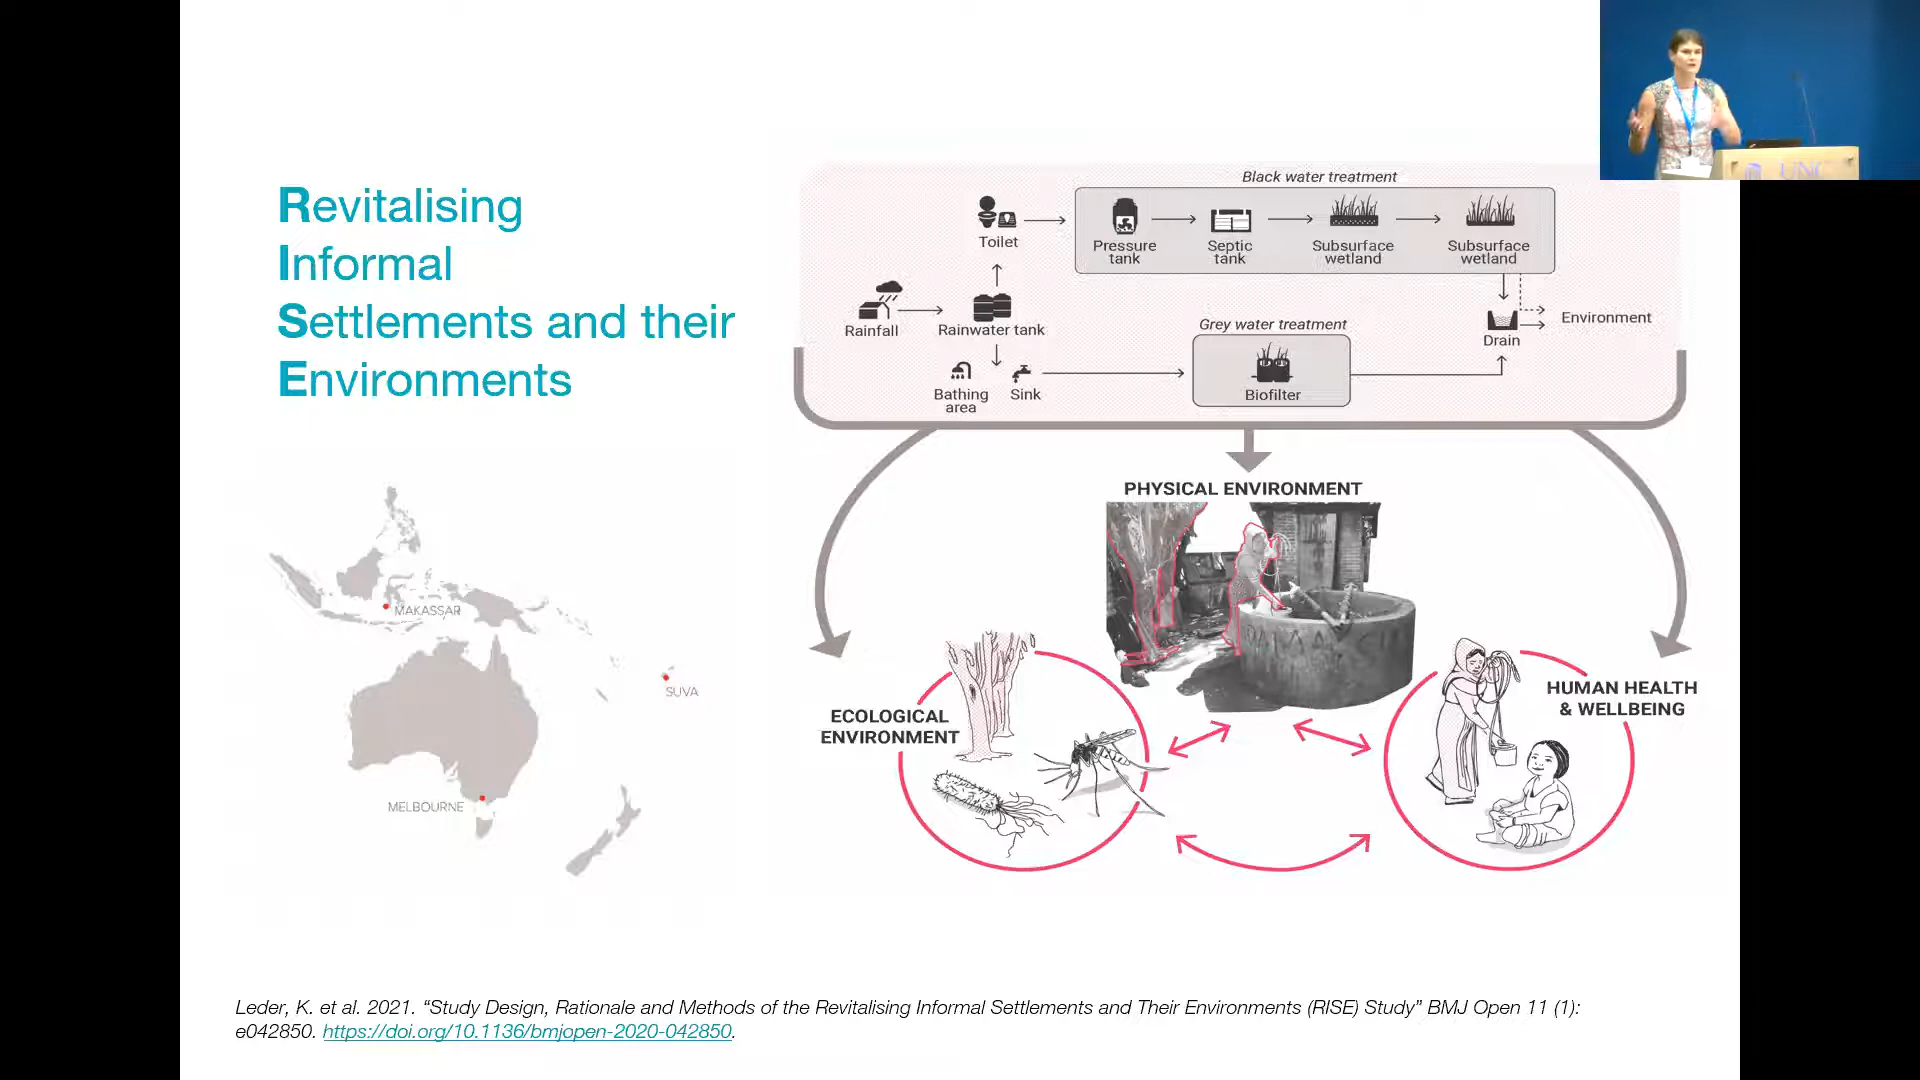 Revitalising
Informal
Settlements and their
Environments
MAKASSAR
SUVA
MELBOURNE
Black water treatment
Toilet
Pressure
tank
Septic
tank
Subsurface
wetland
Subsurface
wetland
Rainfall
Rainwater tank
Grey water treatment
Drain
Environment
Bathing
area
Sink
Biofilter
PHYSICAL ENVIRONMENT
ECOLOGICAL
ENVIRONMENT
HUMAN HEALTH
& WELLBEING
Leder, K. et al. 2021. “Study Design, Rationale and Methods of the Revitalising Informal Settlements and Their Environments (RISE) Study” BMJ Open 11 (1):
e042850. https://doi.org/10.1136/bmjopen-2020-042850.
UNC